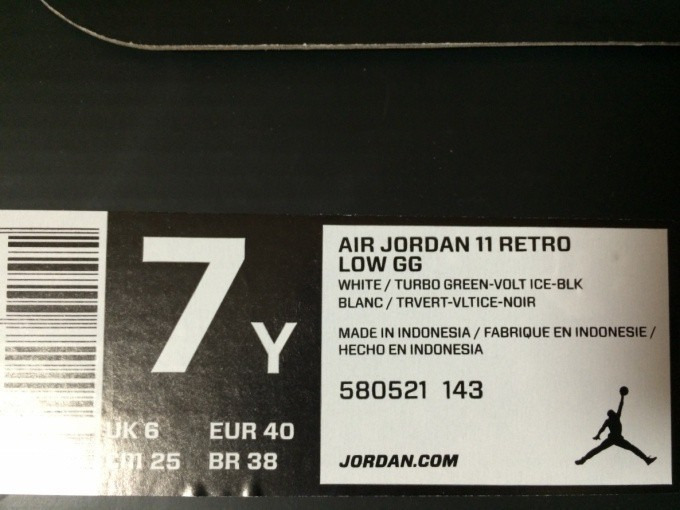 7 Y
UK 6 EUR 40
CM 25 BR 38
AIR JORDAN 11 RETRO
LOW GG
WHITE / TURBO GREEN-VOLT ICE-BLK
BLANC / TRVERT-VLTICE-NOIR
MADE IN INDONESIA / FABRIQUE EN INDONESIE /
HECHO EN INDONESIA
580521 143
JORDAN.COM